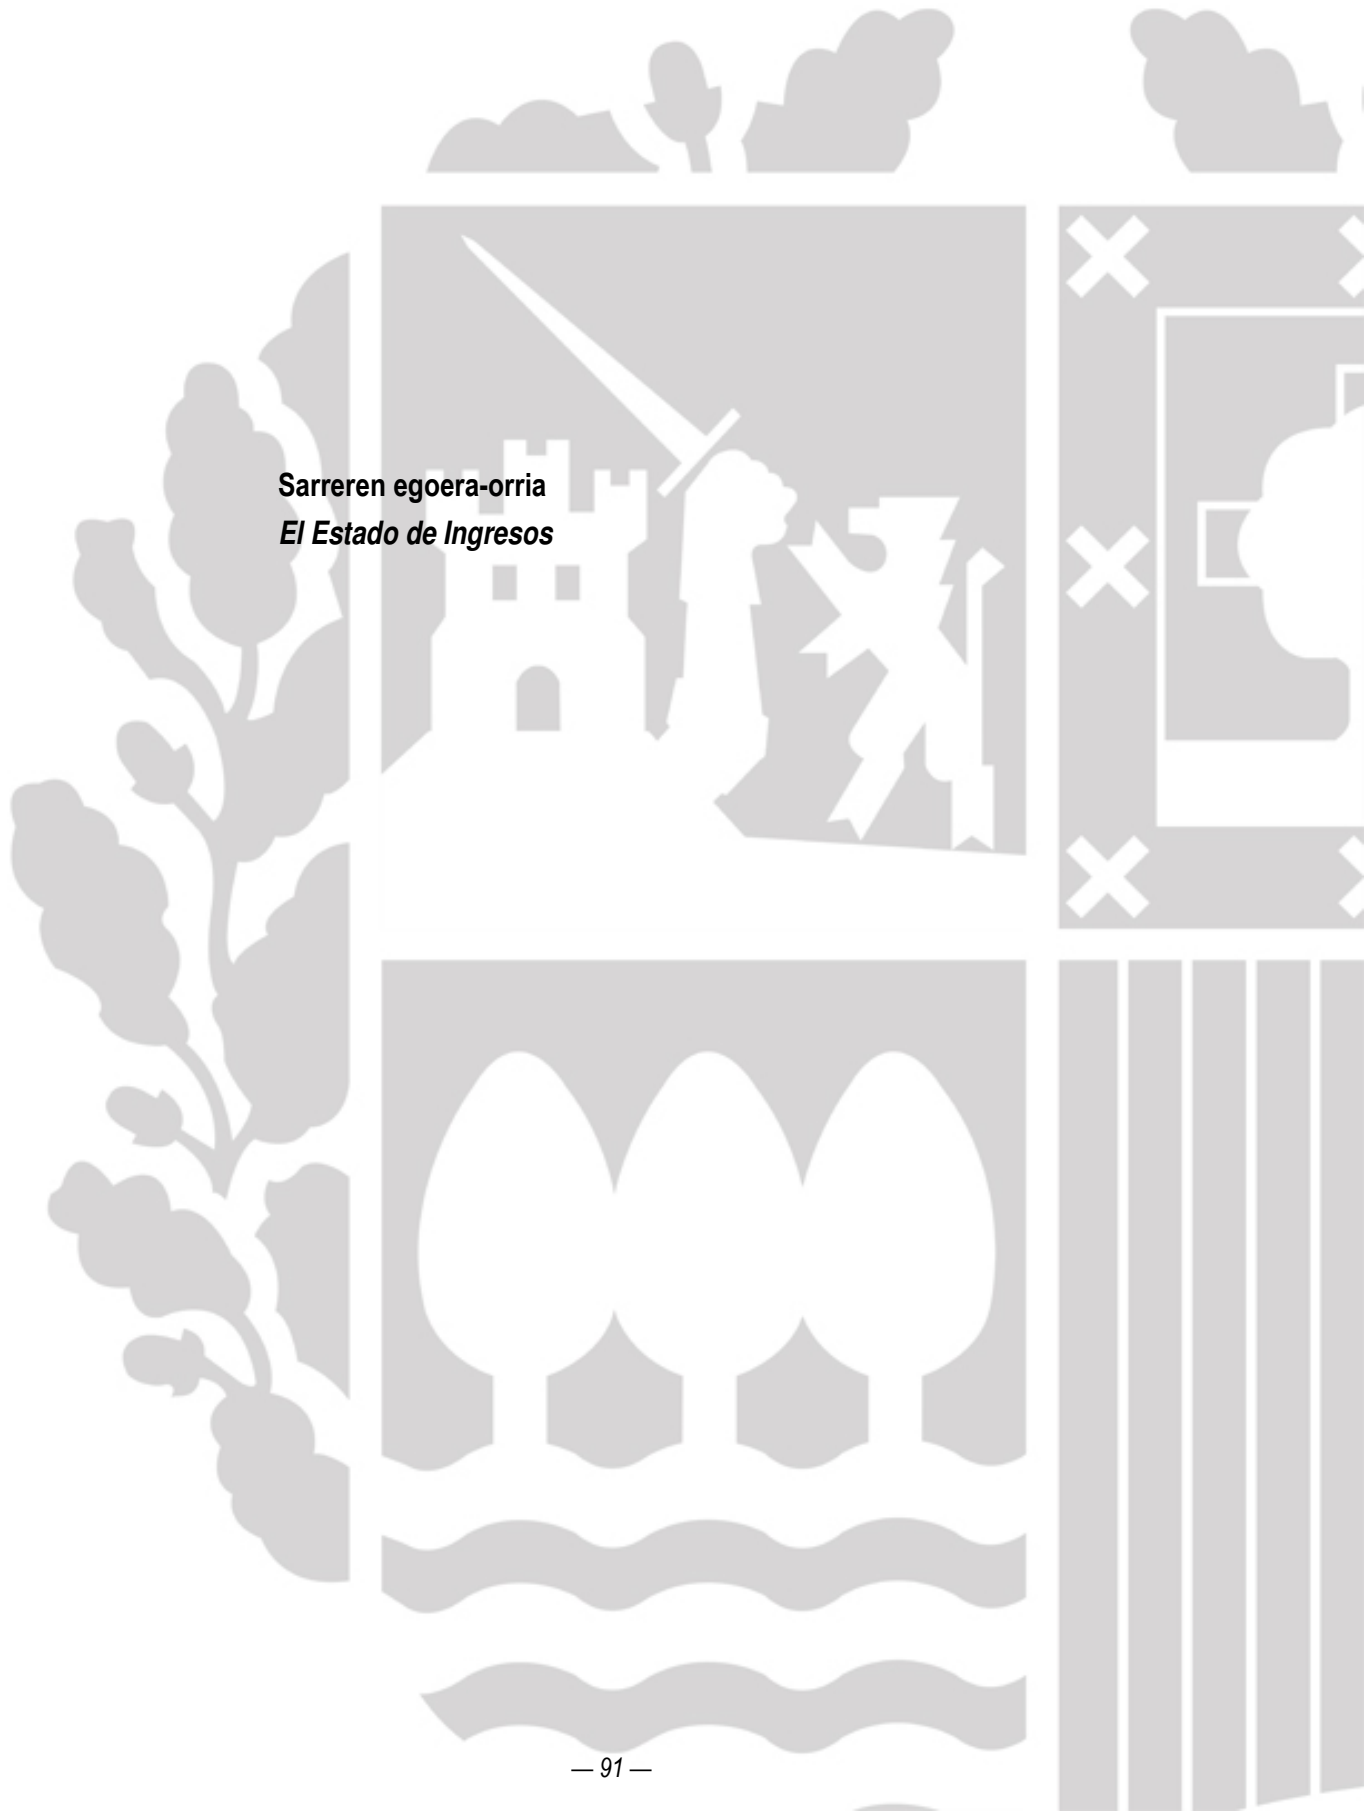 Sarreren egoera-orria
El Estado de Ingresos
— 91 —